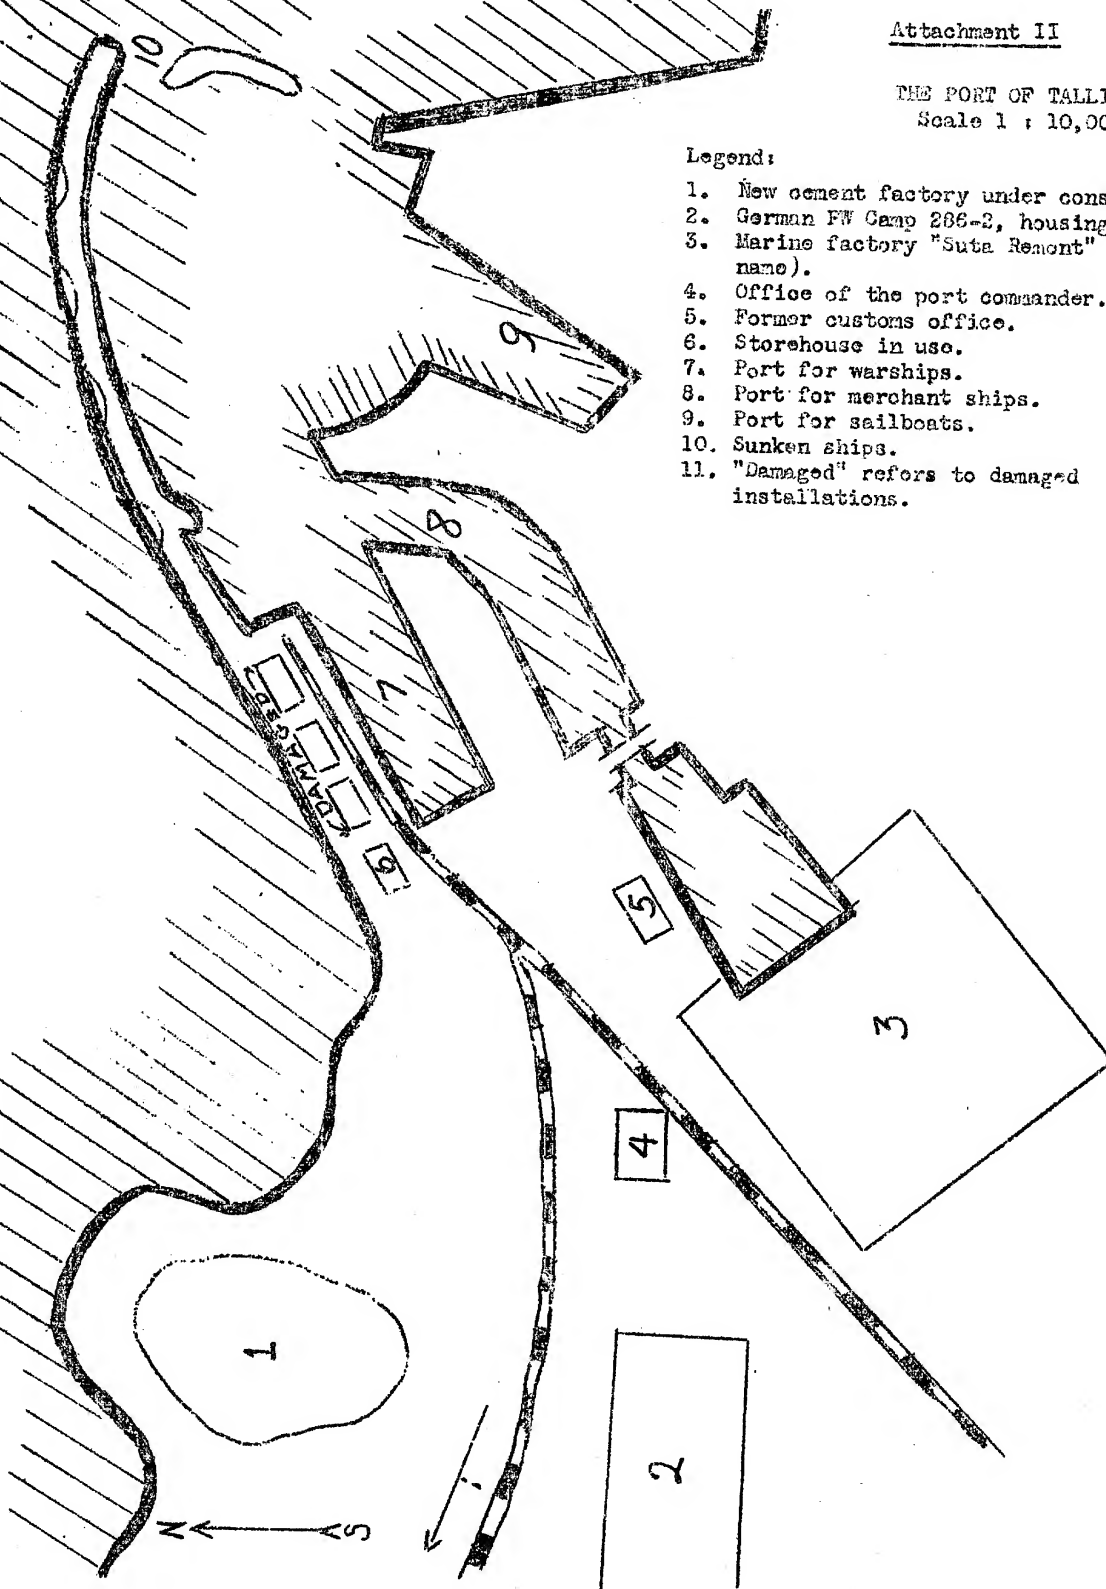 Attachment II
THE PORT OF TALLI
Scale 1 : 10,00
Legend:
1. New cement factory under cons
2. German PW Camp 286-2, housing
3. Marine factory "Suta Remont"
name).
4. Office of the port commander.
5. Former customs office.
6. Storehouse in use.
7. Port for warships.
8. Port for merchant ships.
9. Port for sailboats.
10. Sunken ships.
11. "Damaged" refers to damaged
installations.
10
9
8
7
DAMAGED
6
5
4
3
1
2
N
S